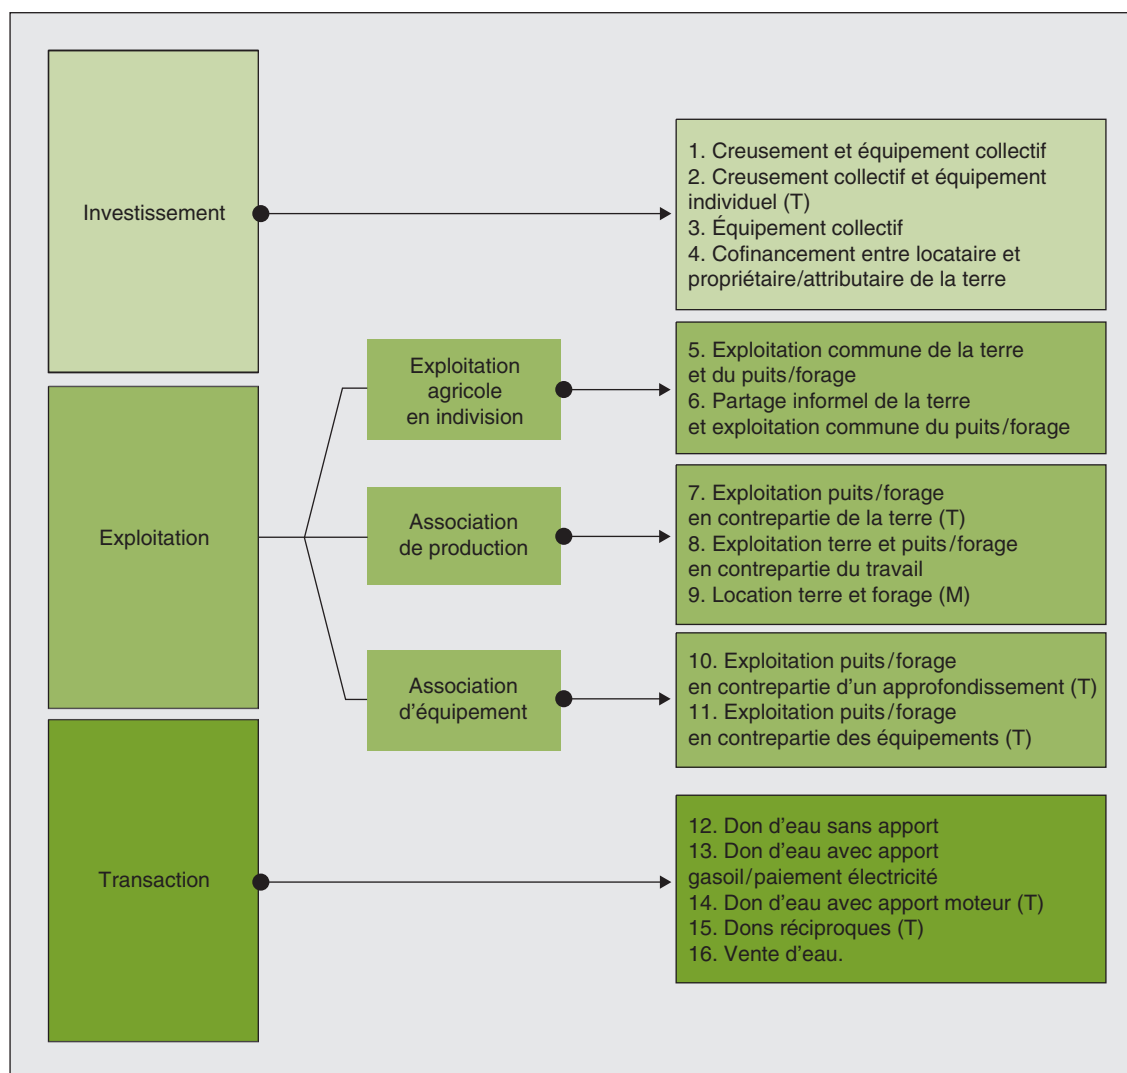 Investissement
1. Creusement et équipement collectif
2. Creusement collectif et équipement
individuel (T)
3. Équipement collectif
4. Cofinancement entre locataire et
propriétaire/attributaire de la terre
Exploitation
Exploitation
agricole
en indivision
5. Exploitation commune de la terre
et du puits/forage
6. Partage informel de la terre
et exploitation commune du puits/forage
Association
de production
7. Exploitation puits/forage
en contrepartie de la terre (T)
8. Exploitation terre et puits/forage
en contrepartie du travail
9. Location terre et forage (M)
Association
d'équipement
10. Exploitation puits/forage
en contrepartie d'un approfondissement (T)
11. Exploitation puits/forage
en contrepartie des équipements (T)
Transaction
12. Don d'eau sans apport
13. Don d'eau avec apport
gasoil/paiement électricité
14. Don d'eau avec apport moteur (T)
15. Dons réciproques (T)
16. Vente d'eau.